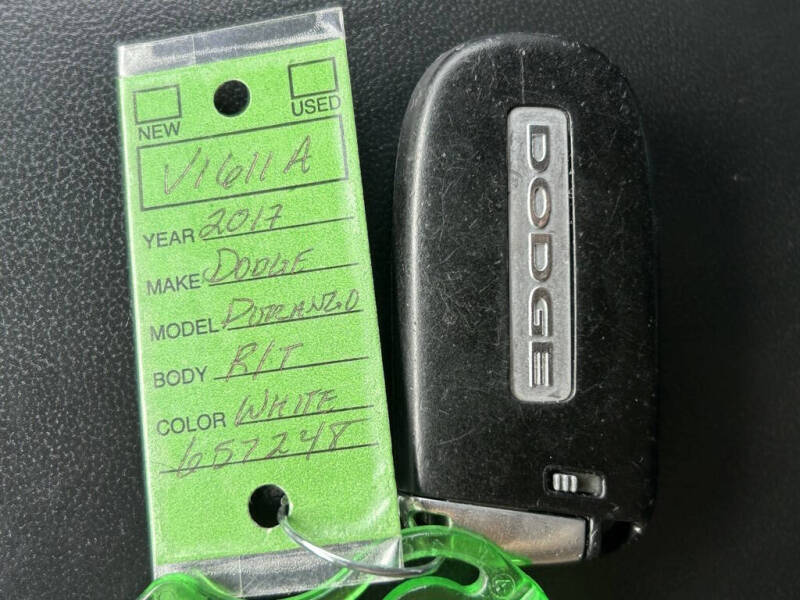 NEW USED
V1611A
YEAR 2017
MAKE DODGE
MODEL DURANGO
BODY R/T
COLOR WHITE
657248
DODGE